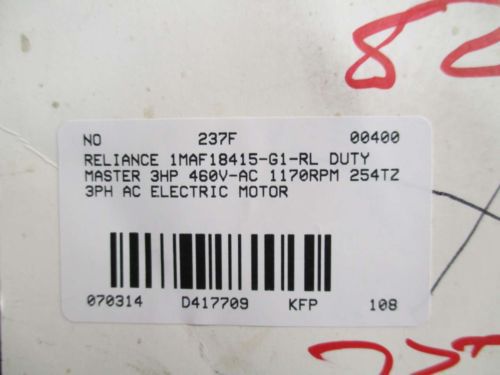 82
NO 237F 00400
RELIANCE 1MAF18415-G1-RL DUTY
MASTER 3HP 460V-AC 1170RPM 254TZ
3PH AC ELECTRIC MOTOR
070314 D417709 KFP 108